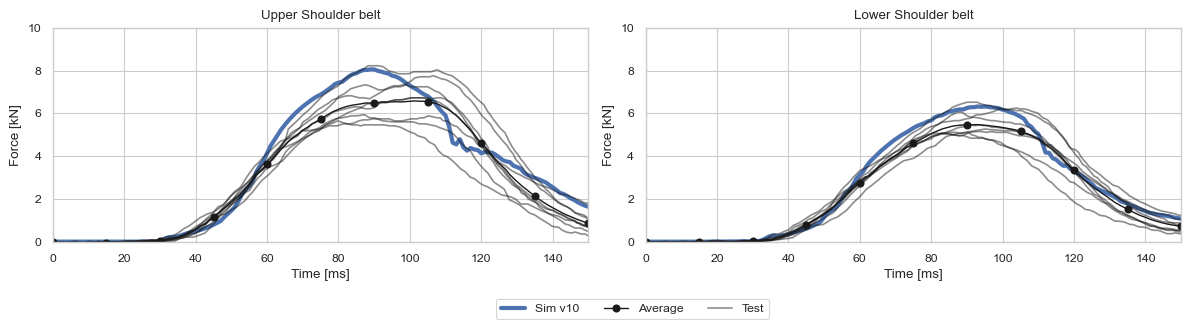 Upper Shoulder belt
Force [kN]
10
8
6
4
2
0
0 20 40 60 80 100 120 140
Time [ms]
Lower Shoulder belt
Force [kN]
10
8
6
4
2
0
0 20 40 60 80 100 120 140
Time [ms]
Sim v10 Average Test